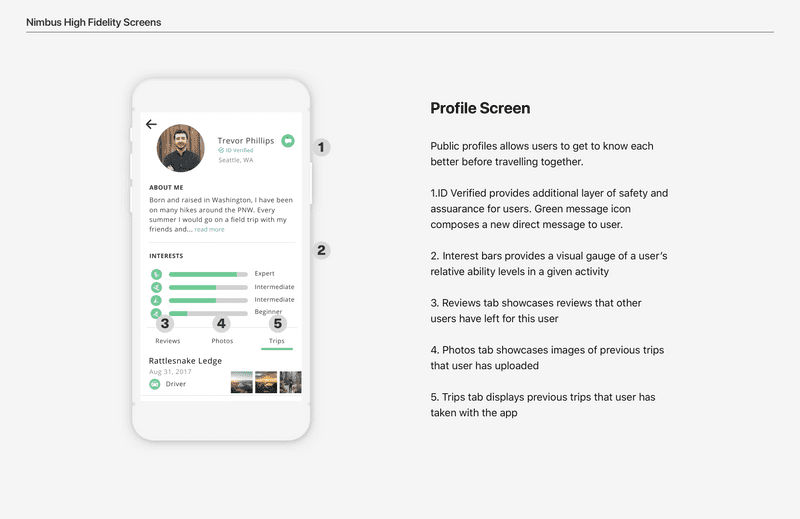 Nimbus High Fidelity Screens
Trevor Phillips
ID Verified
Seattle, WA
1
ABOUT ME
Born and raised in Washington, I have been
on many hikes around the PNW. Every
summer I would go on a field trip with my
friends and... read more
2
INTERESTS
Expert
Intermediate
Intermediate
Beginner
3
4
5
Reviews
Photos
Trips
Rattlesnake Ledge
Aug 31, 2017
Driver
Profile Screen
Public profiles allows users to get to know each
better before travelling together.
1.ID Verified provides additional layer of safety and
assuarance for users. Green message icon
composes a new direct message to user.
2. Interest bars provides a visual gauge of a user's
relative ability levels in a given activity
3. Reviews tab showcases reviews that other
users have left for this user
4. Photos tab showcases images of previous trips
that user has uploaded
5. Trips tab displays previous trips that user has
taken with the app